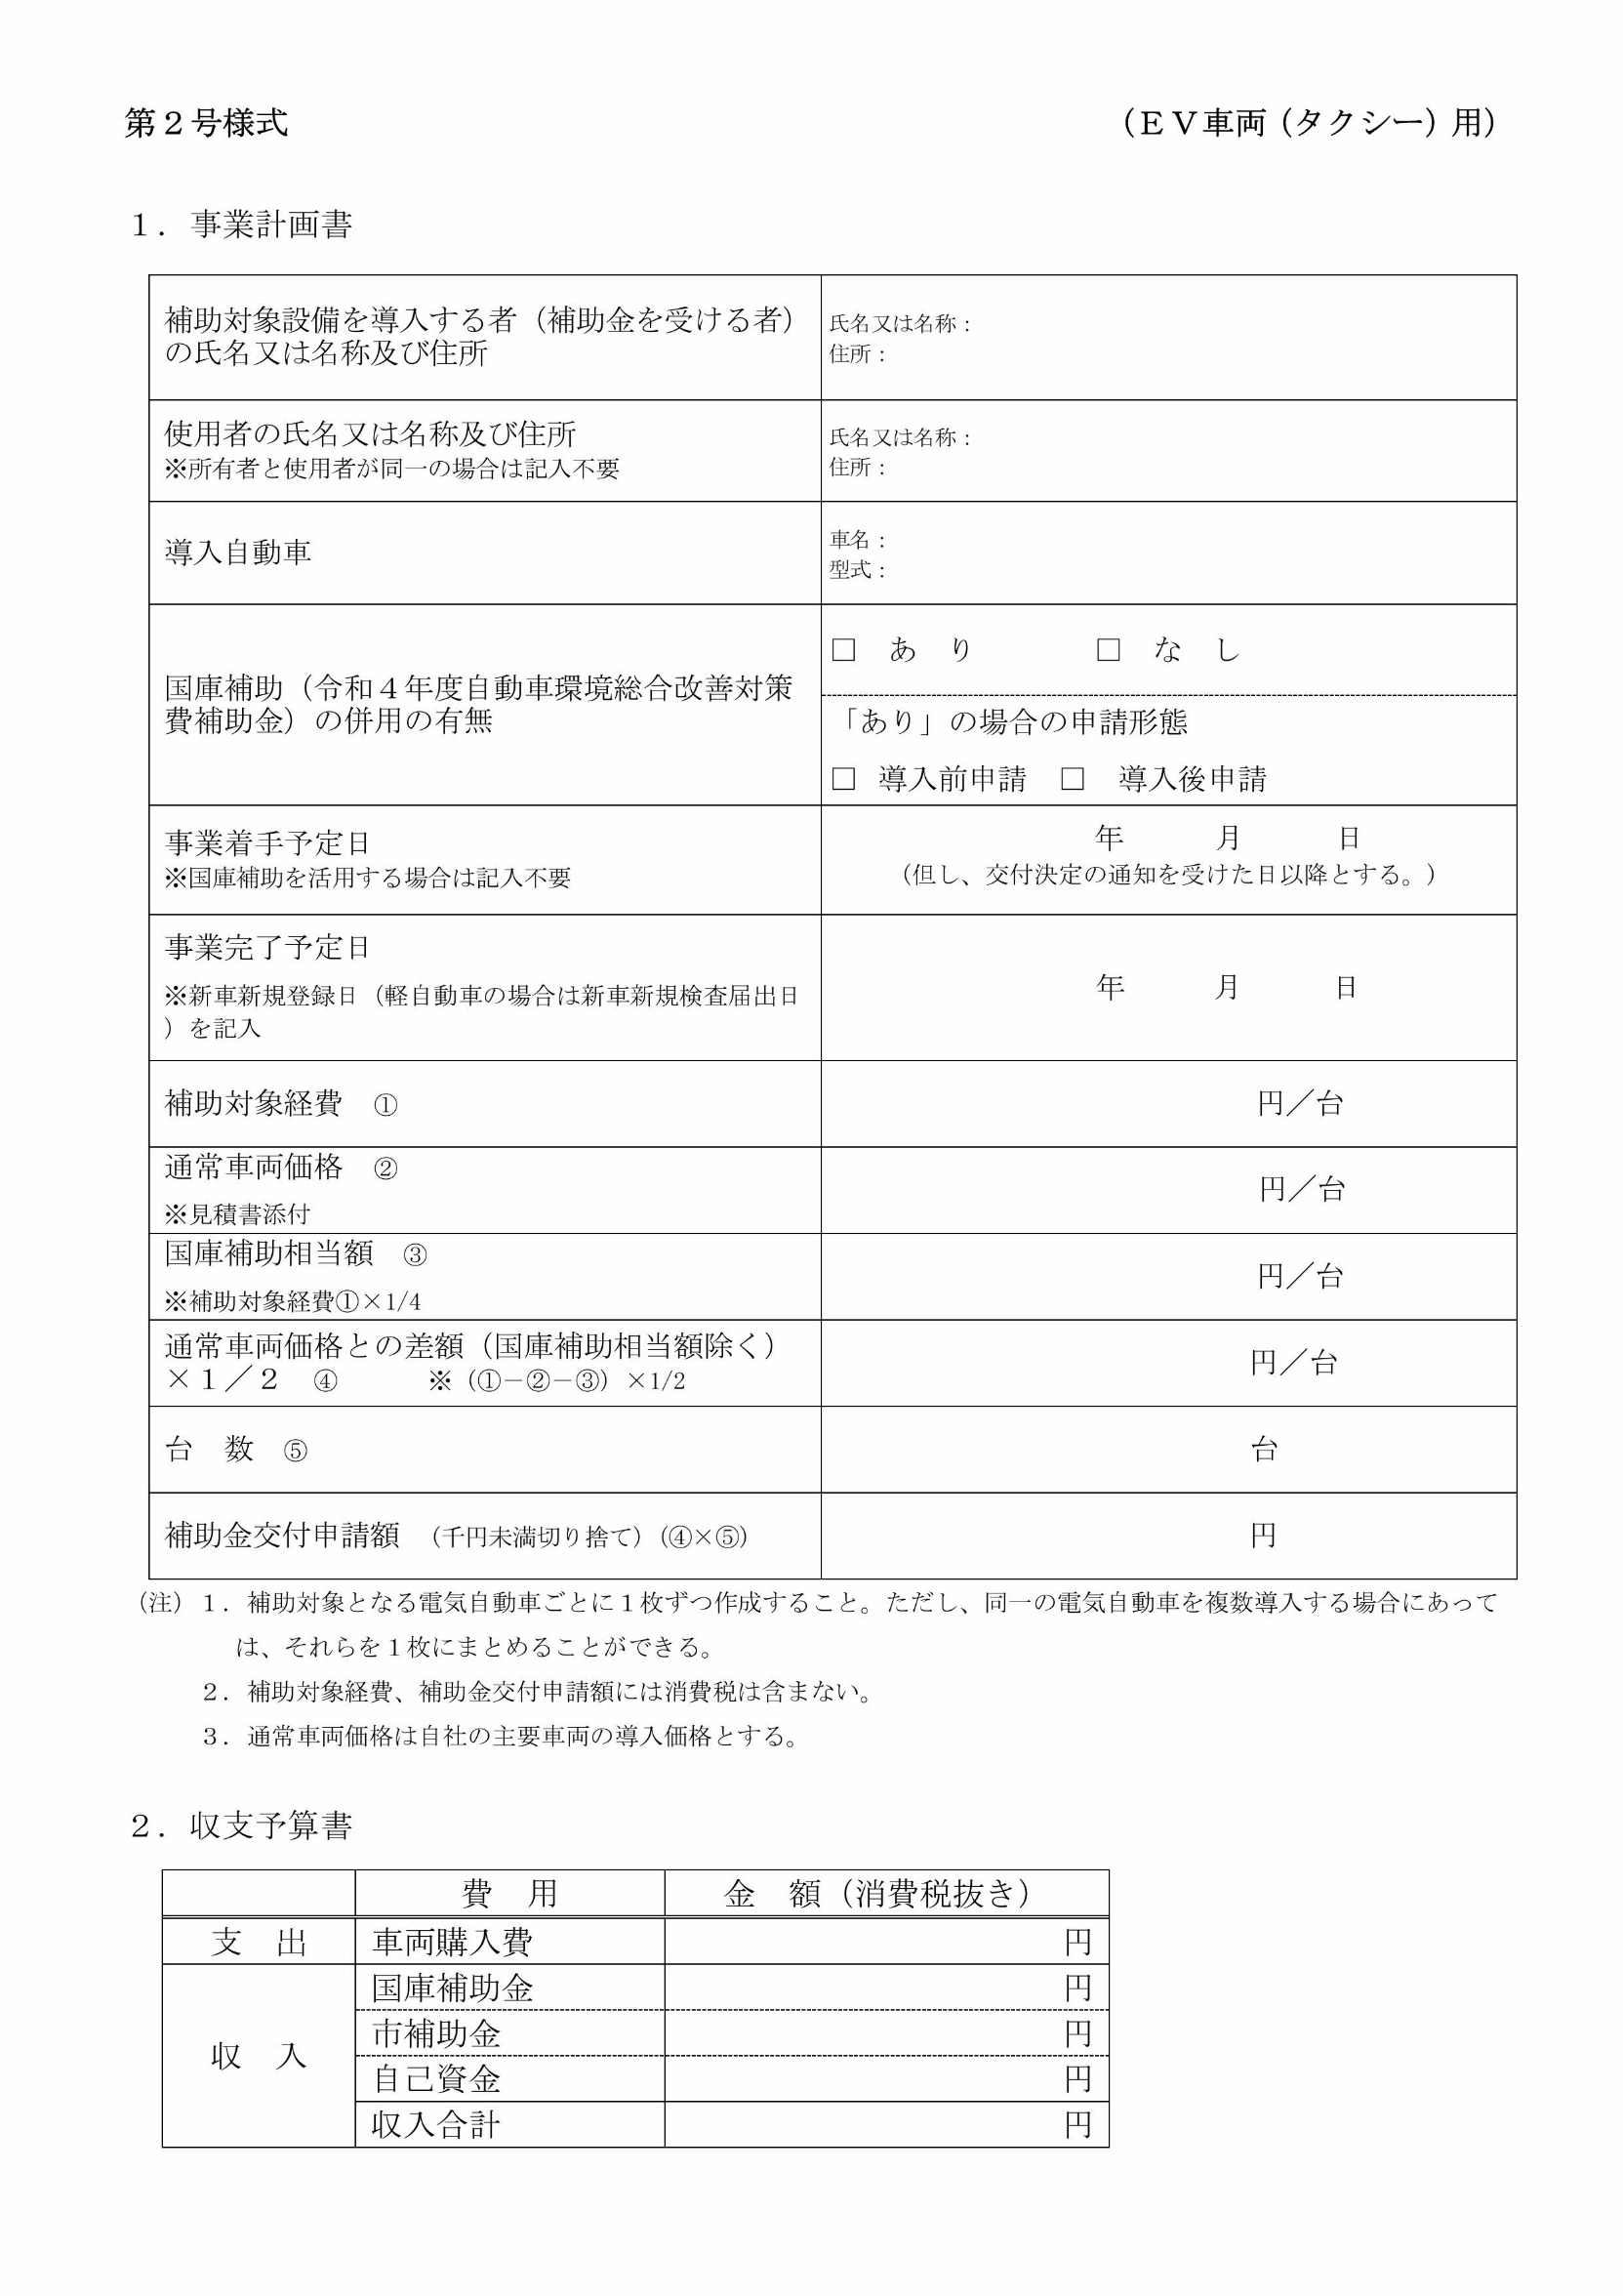 第２号様式 （ＥＶ車両（タクシー）用）
１．事業計画書
補助対象設備を導入する者（補助金を受ける者）
の氏名又は名称及び住所
氏名又は名称：
住所：
使用者の氏名又は名称及び住所
※所有者と使用者が同一の場合は記入不要
氏名又は名称：
住所：
導入自動車
車名：
型式：
国庫補助（令和４年度自動車環境総合改善対策
費補助金）の併用の有無
□　あ　り　　　　□　な　し
「あり」の場合の申請形態
□ 導入前申請　□　導入後申請
事業着手予定日
※国庫補助を活用する場合は記入不要
年　　　月　　　日
（但し、交付決定の通知を受けた日以降とする。）
事業完了予定日
※新車新規登録日（軽自動車の場合は新車新規検査届出日
）を記入
年　　　月　　　日
補助対象経費　①
円／台
通常車両価格　②
※見積書添付
円／台
国庫補助相当額　③
※補助対象経費①×1/4
円／台
通常車両価格との差額（国庫補助相当額除く）
×１／２　④　　　※（①－②－③）×1/2
円／台
台　数　⑤
台
補助金交付申請額　（千円未満切り捨て）（④×⑤）
円
（注）１．補助対象となる電気自動車ごとに１枚ずつ作成すること。ただし、同一の電気自動車を複数導入する場合にあって
は、それらを１枚にまとめることができる。
２．補助対象経費、補助金交付申請額には消費税は含まない。
３．通常車両価格は自社の主要車両の導入価格とする。
２．収支予算書
費　用　金　額（消費税抜き）
支　出　車両購入費　円
収　入
国庫補助金　円
市補助金　円
自己資金　円
収入合計　円